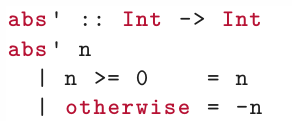 abs' :: Int -> Int
abs' n
  | n >= 0    = n
  | otherwise = -n